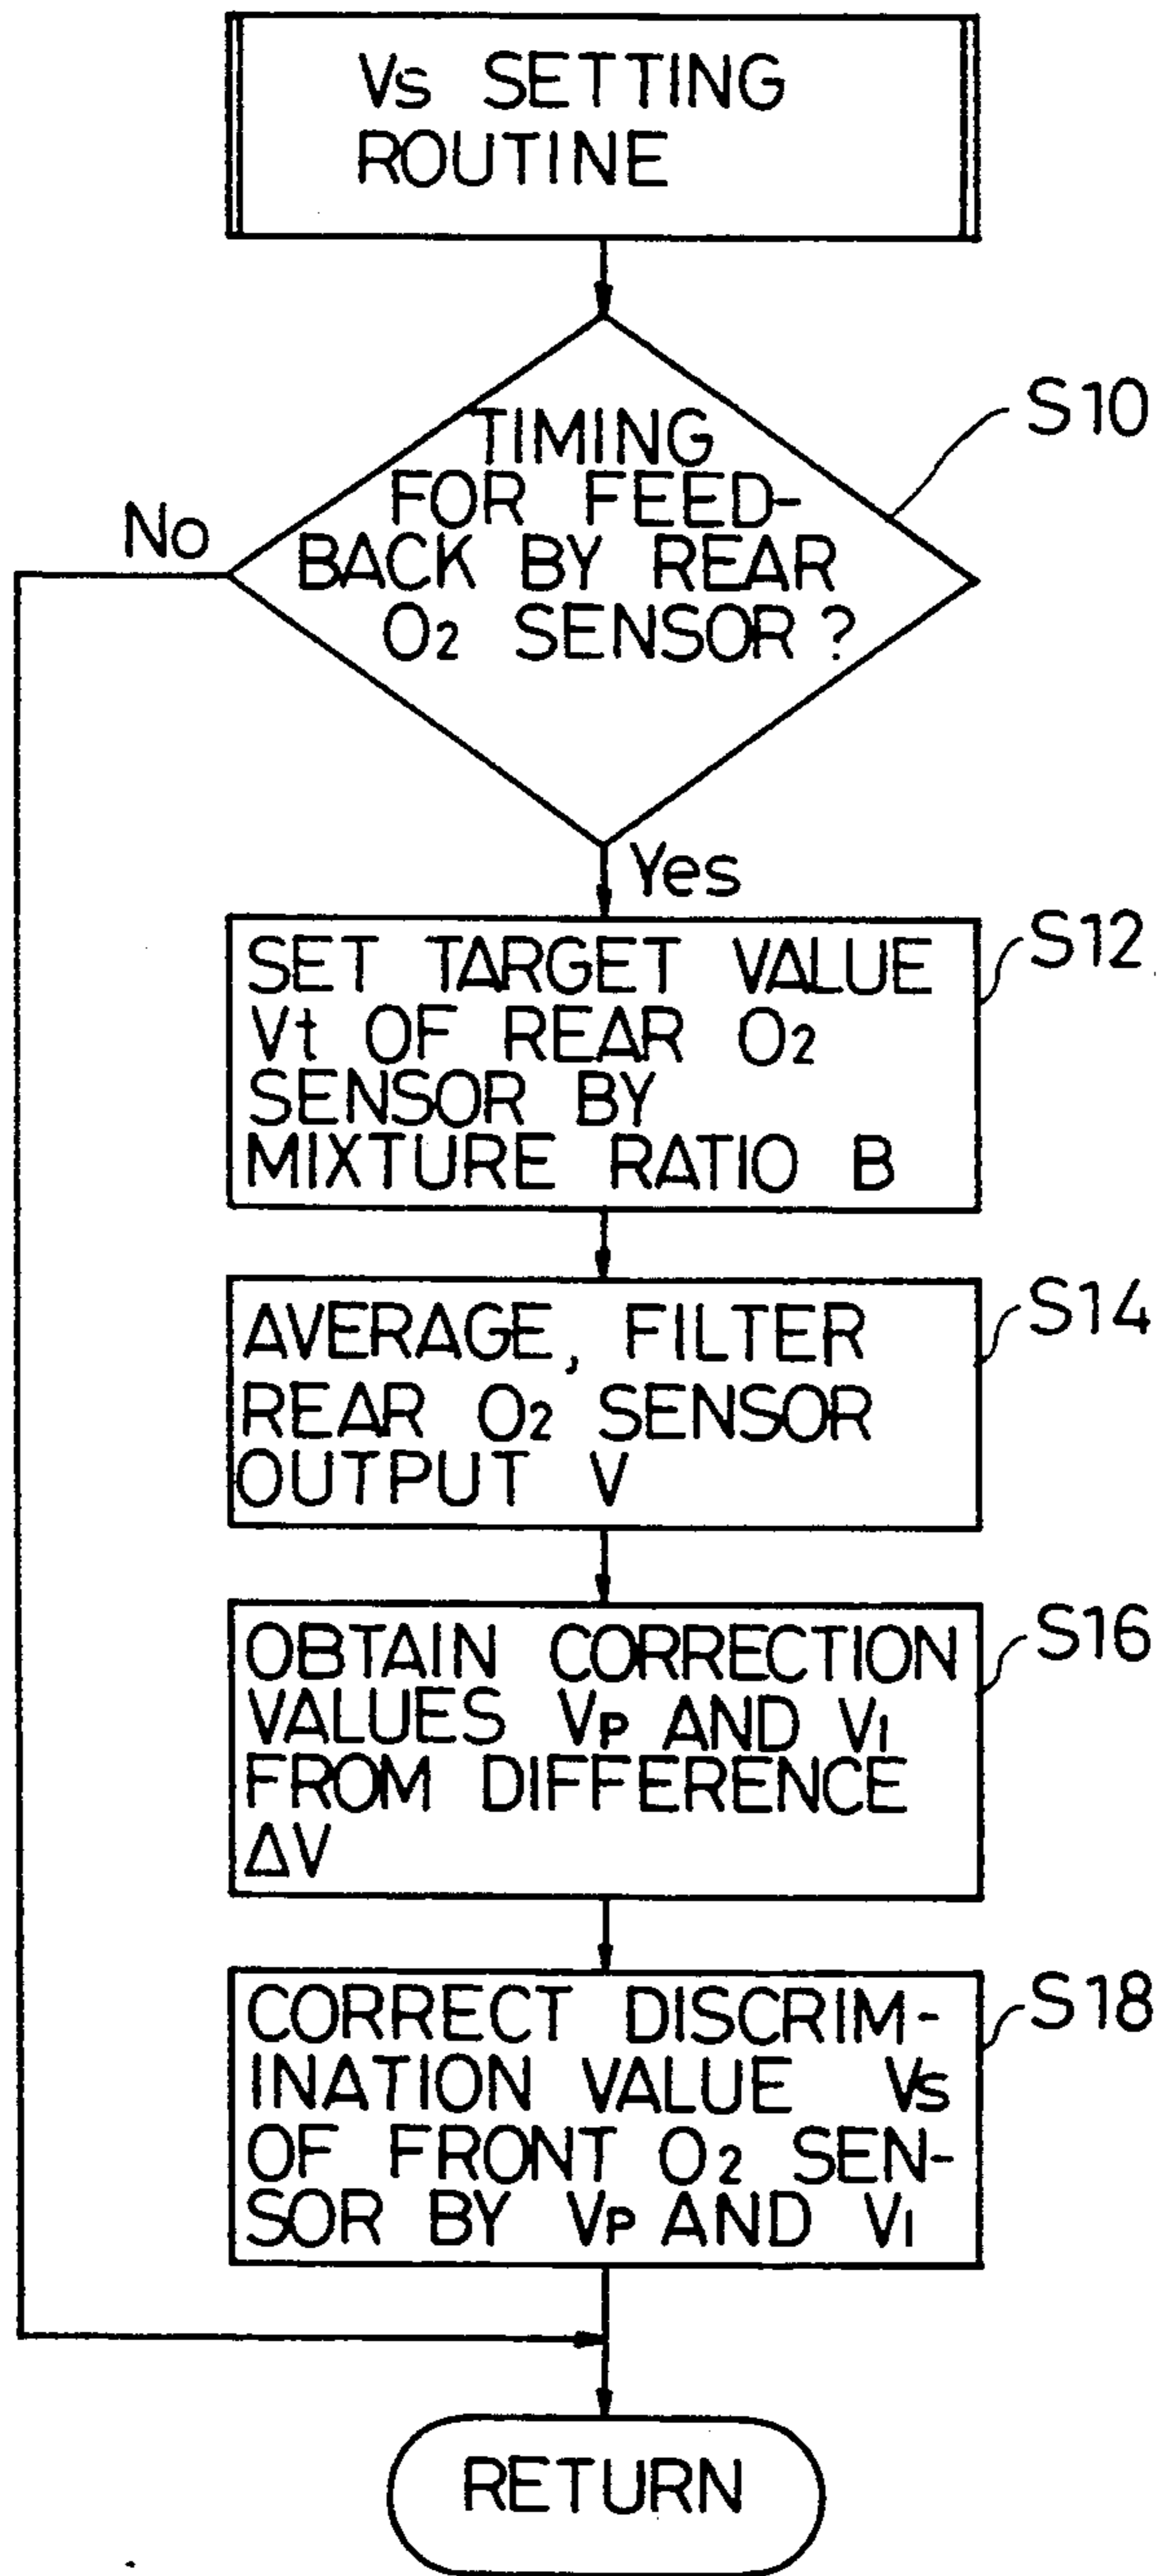 Vs SETTING
ROUTINE
TIMING
FOR FEED-
BACK BY REAR
O2 SENSOR?
S10
No
Yes
SET TARGET VALUE
Vt OF REAR O2
SENSOR BY
MIXTURE RATIO B
S12
AVERAGE, FILTER
REAR O2 SENSOR
OUTPUT V
S14
OBTAIN CORRECTION
VALUES VP AND VI
FROM DIFFERENCE
ΔV
S16
CORRECT DISCRIM-
INATION VALUE Vs
OF FRONT O2 SEN-
SOR BY VP AND VI
S18
RETURN